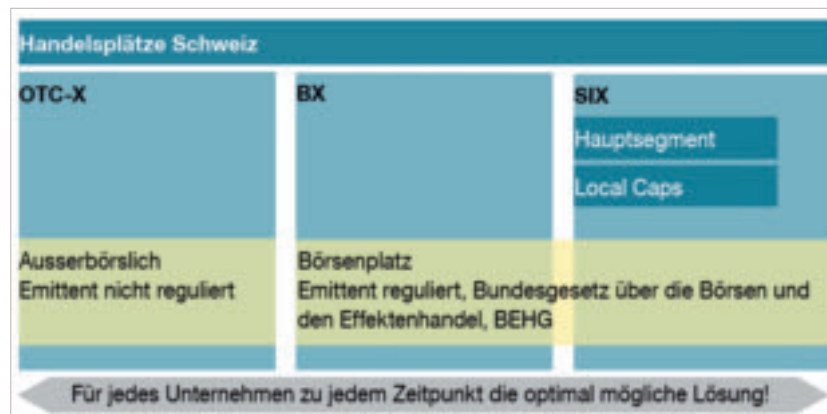 Handelsplätze Schweiz
OTC-X
BX
SIX
Hauptsegment
Local Caps
Ausserbörslich
Emittent nicht reguliert
Börsenplatz
Emittent reguliert, Bundesgesetz über die Börsen und
den Effektenhandel, BEHG
Für jedes Unternehmen zu jedem Zeitpunkt die optimal mögliche Lösung!